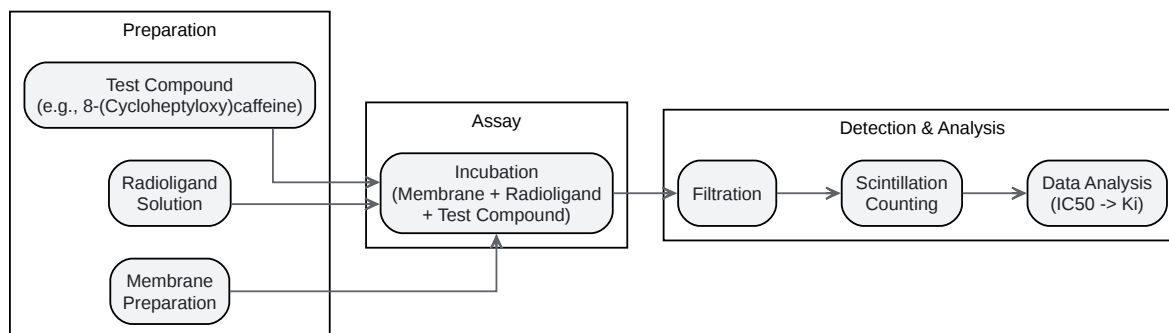 Preparation
Test Compound
(e.g., 8-(Cycloheptyloxy)caffeine)
Radioligand
Solution
Membrane
Preparation
Assay
Incubation
(Membrane + Radioligand
+ Test Compound)
Detection & Analysis
Filtration
Scintillation
Counting
Data Analysis
(IC50 -> Ki)